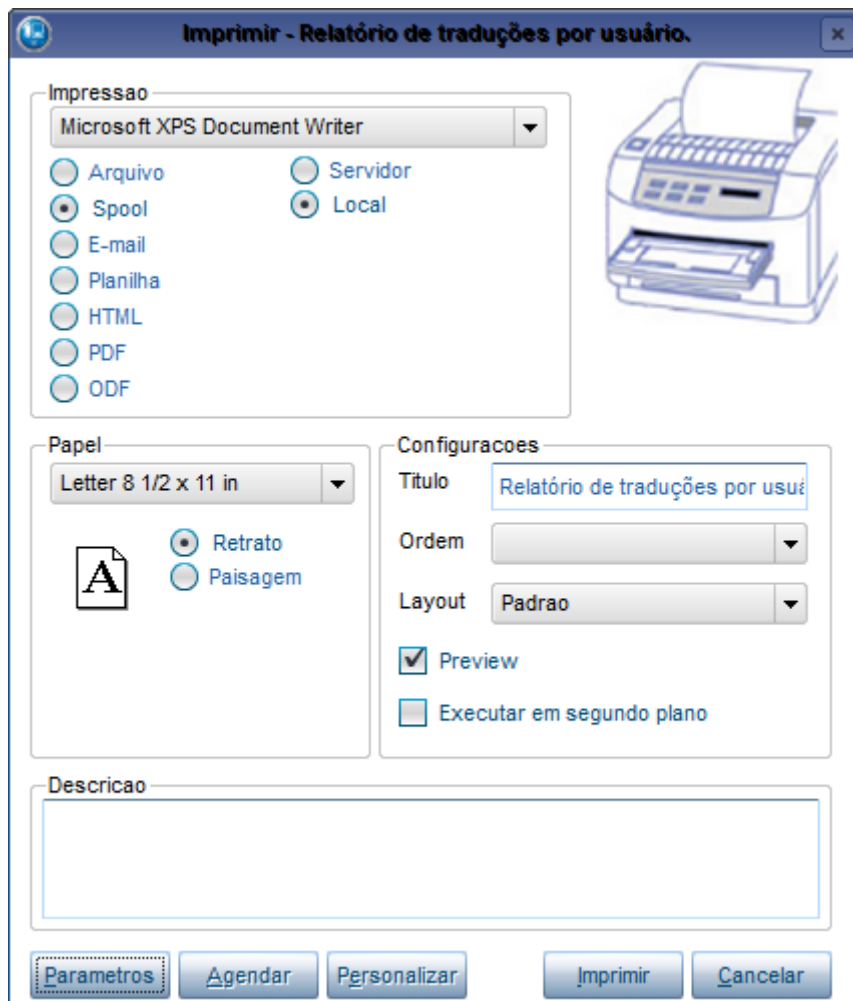 Imprimir - Relatório de traduções por usuário.
Impressao
Microsoft XPS Document Writer
Arquivo
Servidor
Spool
Local
E-mail
Planilha
HTML
PDF
ODF
Papel
Letter 8 1/2 x 11 in
Retrato
Paisagem
A
Configuracoes
Titulo
Relatório de traduções por usuá
Ordem
Layout
Padrao
Preview
Executar em segundo plano
Descricao
Parametros
Agendar
Personalizar
Imprimir
Cancelar